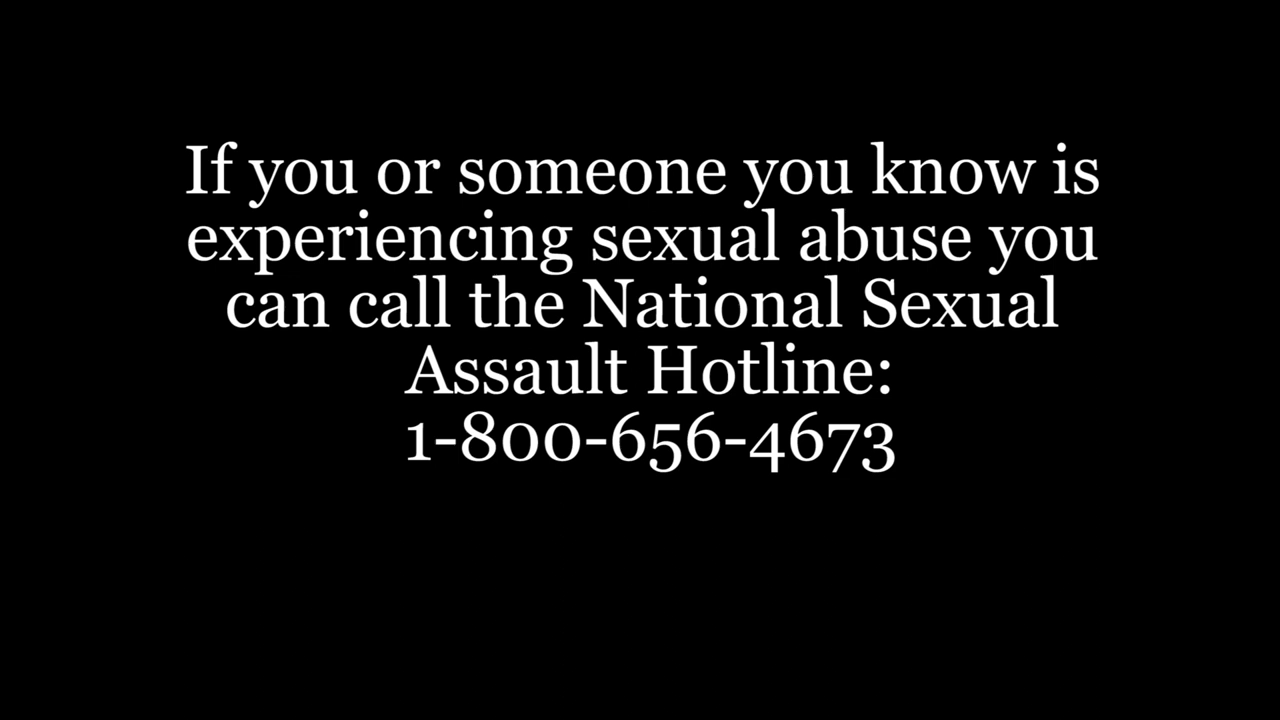 If you or someone you know is
experiencing sexual abuse you
can call the National Sexual
Assault Hotline:
1-800-656-4673